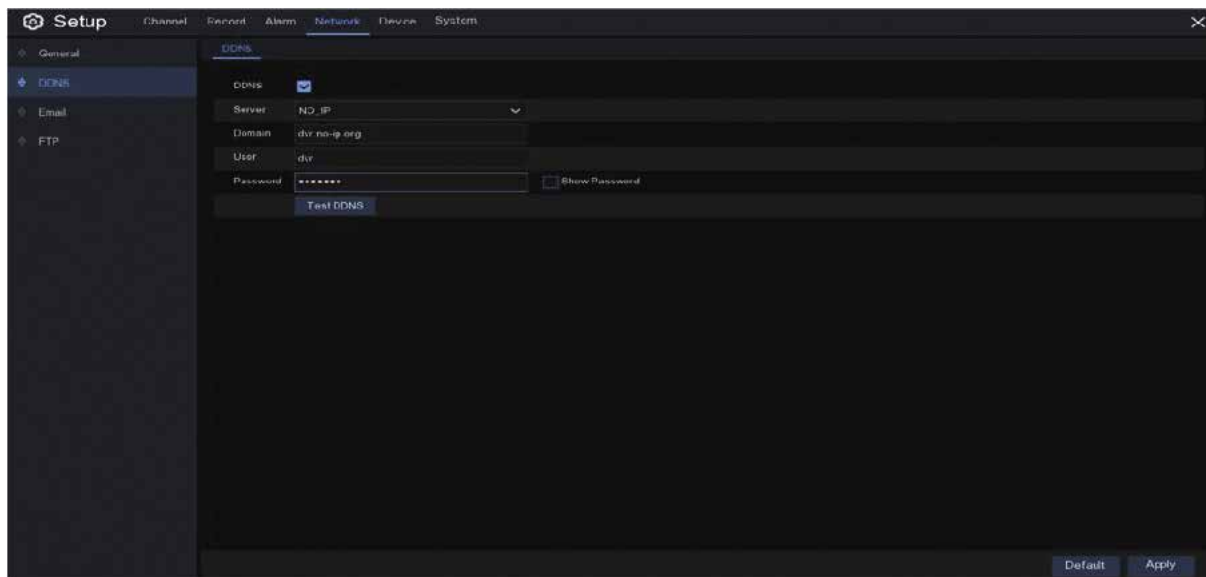 Setup Channel Record Alarm Network Device System
General
DDNS
Email
FTP
DDNS
DDNS
Server NO_IP
Domain dvr.no-ip.org
User dvr
Password ••••••• Show Password
Test DDNS
Default Apply